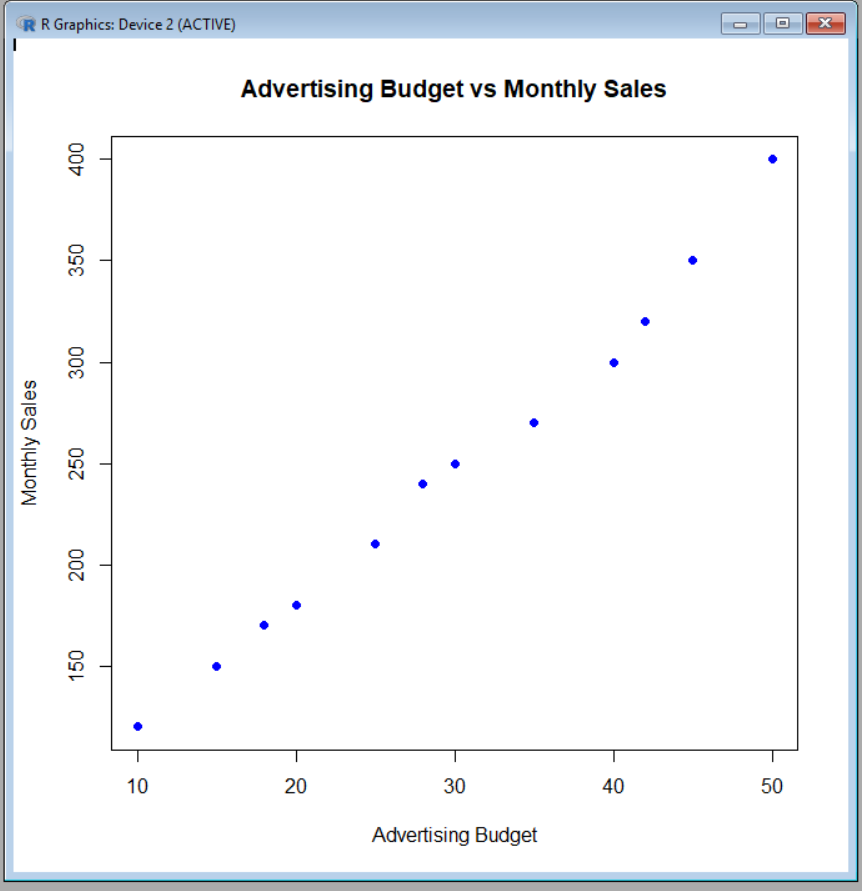 R Graphics: Device 2 (ACTIVE)
Advertising Budget vs Monthly Sales
400
350
300
250
200
150
Monthly Sales
10 20 30 40 50
Advertising Budget